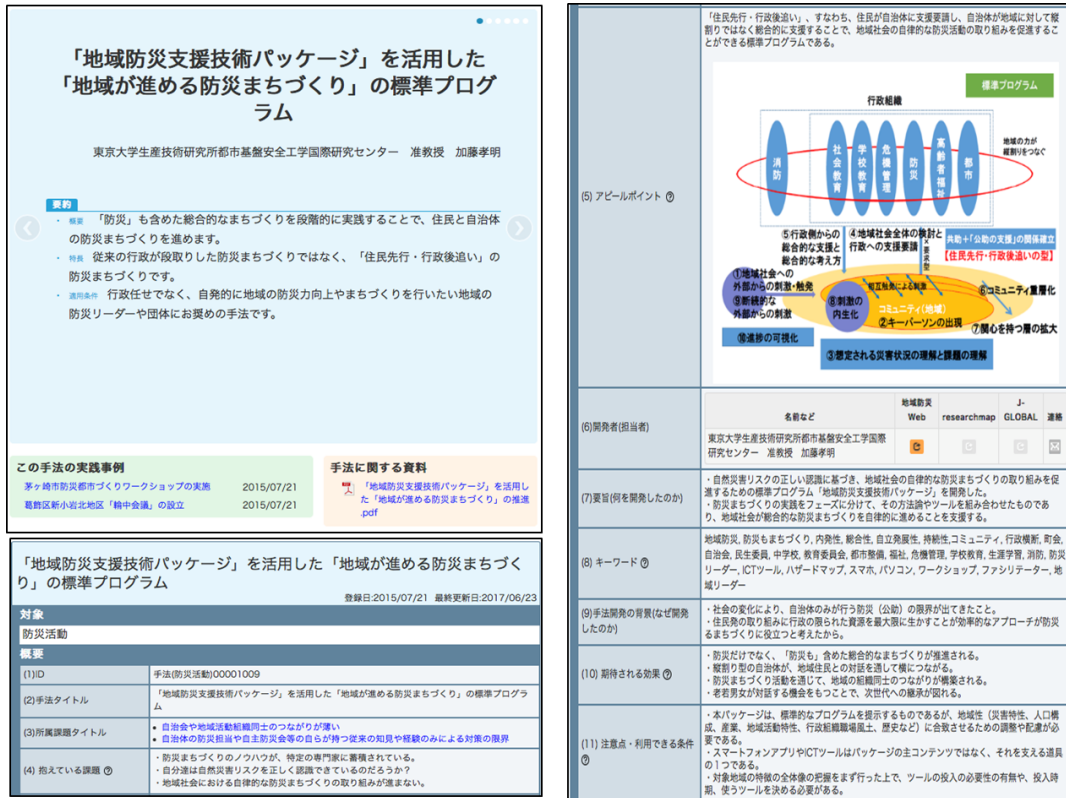 「地域防災支援技術パッケージ」を活用した
「地域が進める防災まちづくり」の標準プログ
ラム
東京大学生産技術研究所都市基盤安全工学国際研究センター　准教授　加藤孝明
要約
・ 概要 「防災」も含めた総合的なまちづくりを段階的に実践することで、住民と自治体
の防災まちづくりを進めます。
・ 特長 従来の行政が段取りした防災まちづくりではなく、「住民先行・行政後追い」の
防災まちづくりです。
・ 適用条件 行政任せでなく、自発的に地域の防災力向上やまちづくりを行いたい地域の
防災リーダーや団体にお奨めの手法です。
この手法の実践事例
茅ヶ崎市防災都市づくりワークショップの実施 2015/07/21
葛飾区新小岩北地区「輪中会議」の設立 2015/07/21
手法に関する資料
「地域防災支援技術パッケージ」を活用し
た「地域が進める防災まちづくり」の推進
.pdf
「地域防災支援技術パッケージ」を活用した「地域が進める防災まちづく
り」の標準プログラム
登録日:2015/07/21 最終更新日:2017/06/23
対象
防災活動
概要
(1)ID 手法(防災活動)00001009
(2)手法タイトル
「地域防災支援技術パッケージ」を活用した「地域が進める防災まちづくり」の標準プログラ
ム
(3)所属課題タイトル
• 自治会や地域活動組織同士のつながりが薄い
• 自治体の防災担当や自主防災会等の自らが持つ従来の知見や経験のみによる対策の限界
(4) 抱えている課題
・防災まちづくりのノウハウが、特定の専門家に蓄積されている。
・自分達は自然災害リスクを正しく認識できているのだろうか？
・地域社会における自律的な防災まちづくりの取り組みが進まない。
(5) アピールポイント
「住民先行・行政後追い」、すなわち、住民が自治体に支援要請し、自治体が地域に対して縦
割りではなく総合的に支援することで、地域社会の自律的な防災活動の取り組みを促進するこ
とができる標準プログラムである。
標準プログラム
行政組織
消防
社会教育
学校教育
危機管理
防災
高齢者福祉
都市
地域の力が
縦割りをつなぐ
⑤行政側からの
総合的な支援と
総合的な考え方
④地域社会全体の検討と
行政への支援要請
×要求型
共助＋「公助の支援」の関係確立
【住民先行・行政後追いの型】
①地域社会への
外部からの刺激・触発
⑨断続的な
外部からの刺激
相互触発による刺激
⑧刺激の
内生化
コミュニティ(地域)
②キーパーソンの出現
⑥コミュニティ重層化
⑦関心を持つ層の拡大
⑩進捗の可視化
③想定される災害状況の理解と課題の理解
(6)開発者(担当者)
名前など
地域防災
Web
researchmap
J-
GLOBAL
連絡
東京大学生産技術研究所都市基盤安全工学国際
研究センター　准教授　加藤孝明
(7)要旨(何を開発したのか)
・自然災害リスクの正しい認識に基づき、地域社会の自律的な防災まちづくりの取り組みを促
進するための標準プログラム「地域防災支援技術パッケージ」を開発した。
・防災まちづくりの実践をフェーズに分けて、その方法論やツールを組み合わせたものであ
り、地域社会が総合的な防災まちづくりを自律的に進めることを支援する。
(8) キーワード
地域防災, 防災もまちづくり, 内発性, 総合性, 自立発展性, 持続性,コミュニティ, 行政横断, 町会,
自治会, 民生委員, 中学校, 教育委員会, 都市整備, 福祉, 危機管理, 学校教育, 生涯学習, 消防, 防災
リーダー, ICTツール, ハザードマップ, スマホ, パソコン, ワークショップ, ファシリテーター, 地
域リーダー
(9)手法開発の背景(なぜ開発
したのか)
・社会の変化により、自治体のみが行う防災（公助）の限界が出てきたこと。
・住民発の取り組みに行政の限られた資源を最大限に生かすことが効率的なアプローチが防災
るまちづくりに役立つと考えたから。
(10) 期待される効果
・防災だけでなく、「防災も」含めた総合的なまちづくりが推進される。
・縦割り型の自治体が、地域住民との対話を通して横につながる。
・防災まちづくり活動を通じて、地域の組織同士のつながりが構築される。
・老若男女が対話する機会をもつことで、次世代への継承が図れる。
(11) 注意点・利用できる条件
・本パッケージは、標準的なプログラムを提示するものであるが、地域性（災害特性、人口構
成、産業、地域活動特性、行政組織職場風土、歴史など）に合致させるための調整や配慮が必
要である。
・スマートフォンアプリやICTツールはパッケージの主コンテンツではなく、それを支える道具
の１つである。
・対象地域の特徴の全体像の把握をまず行った上で、ツールの投入の必要性の有無や、投入時
期、使うツールを決める必要がある。